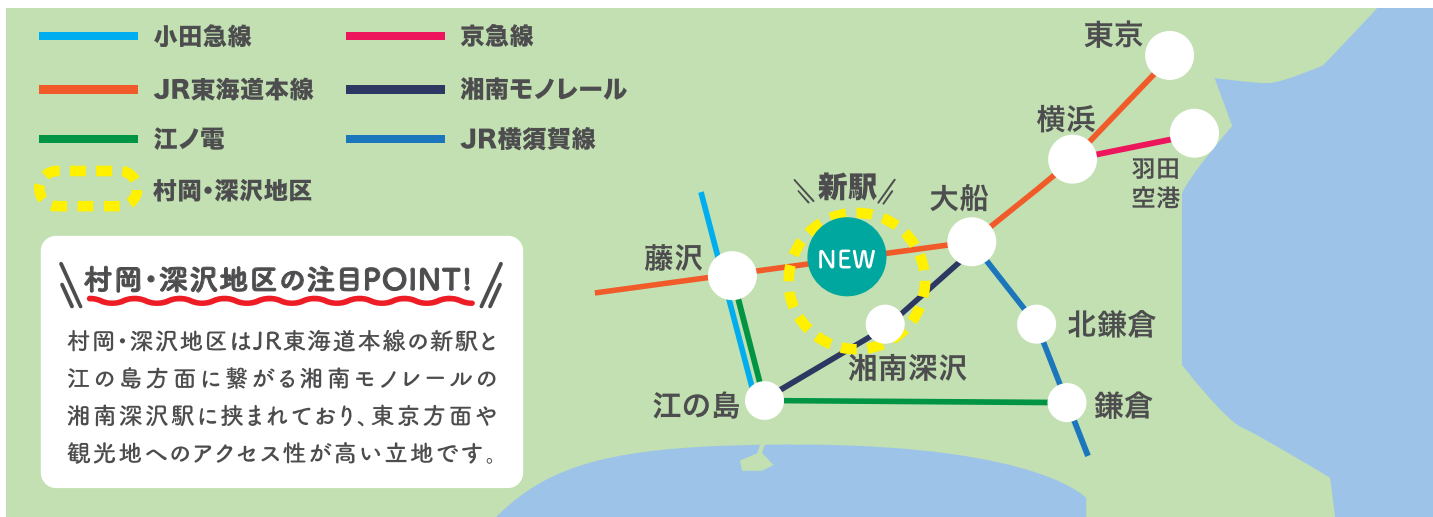 小田急線
京急線
JR東海道本線
湘南モノレール
江ノ電
JR横須賀線
村岡・深沢地区
村岡・深沢地区の注目POINT!
村岡・深沢地区はJR東海道本線の新駅と
江の島方面に繋がる湘南モノレールの
湘南深沢駅に挟まれており、東京方面や
観光地へのアクセス性が高い立地です。
東京
横浜
羽田
空港
新駅
大船
藤沢
NEW
北鎌倉
湘南深沢
江の島
鎌倉